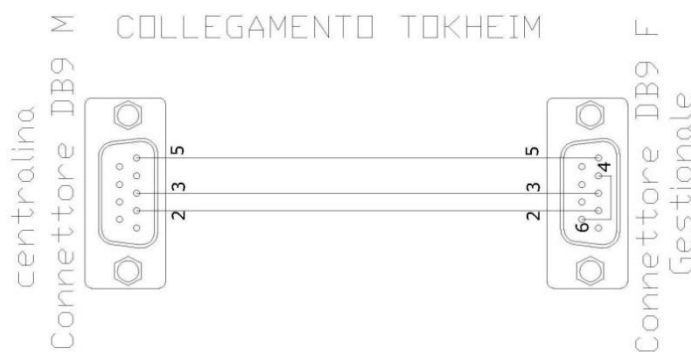 COLLEGAMENTO TOKHEIM
centralina
Connettore DB9 M
5
3
2
5
3
2
4
6
Connettore DB9 F
Gestionale